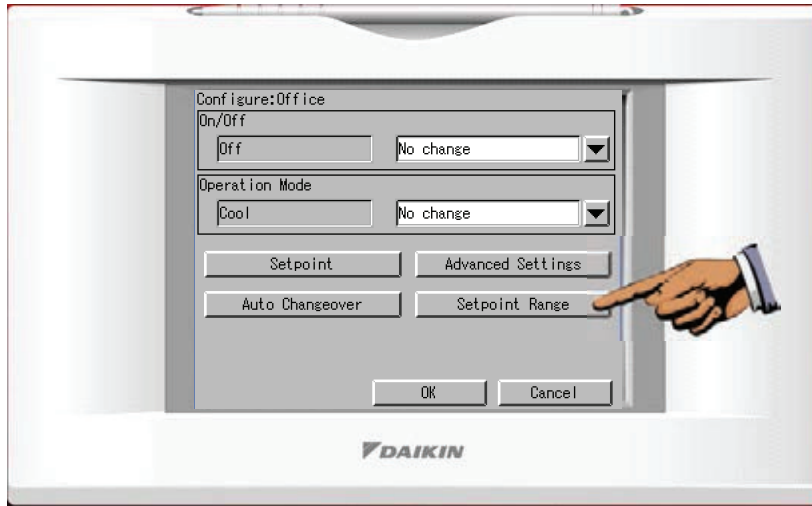 Configure:Office
On/Off
Off No change
Operation Mode
Cool No change
Setpoint Advanced Settings
Auto Changeover Setpoint Range
OK Cancel
DAIKIN